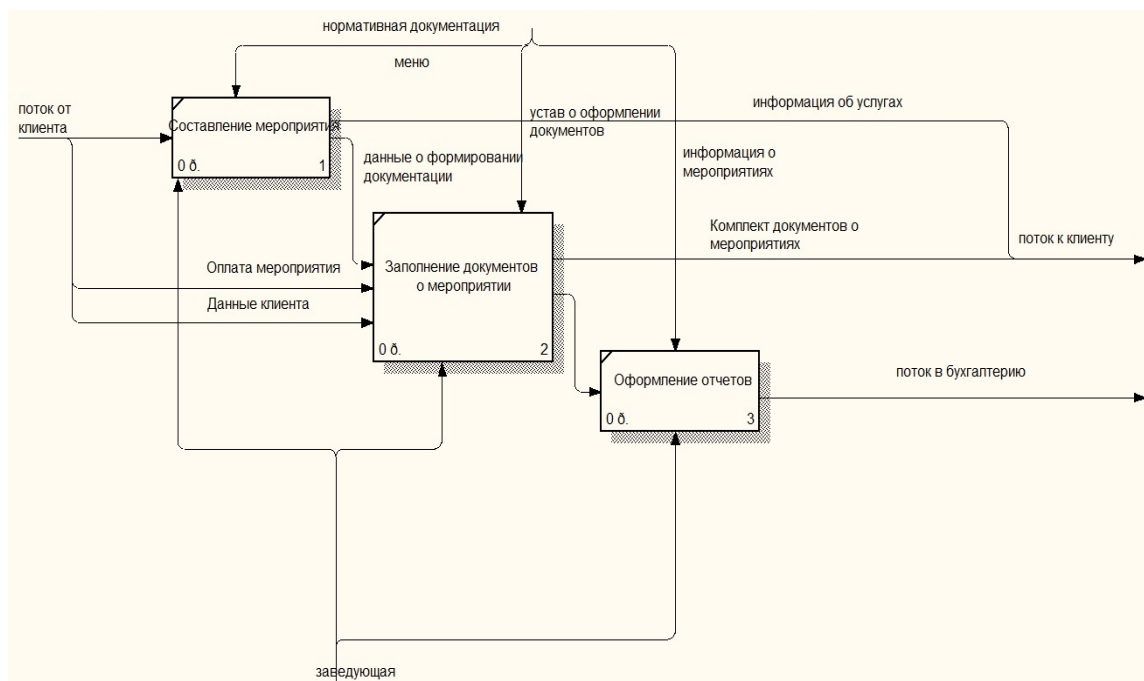 нормативная документация
меню
поток от
клиента
Составление мероприятия
0 ð.
1
устав о оформлении
документов
информация об услугах
данные о формировании
документации
информация о
мероприятиях
Комплект документов о
мероприятиях
поток к клиенту
Оплата мероприятия
Данные клиента
Заполнение документов
о мероприятии
0 ð.
2
Оформление отчетов
0 ð.
3
поток в бухгалтерию
заведующая